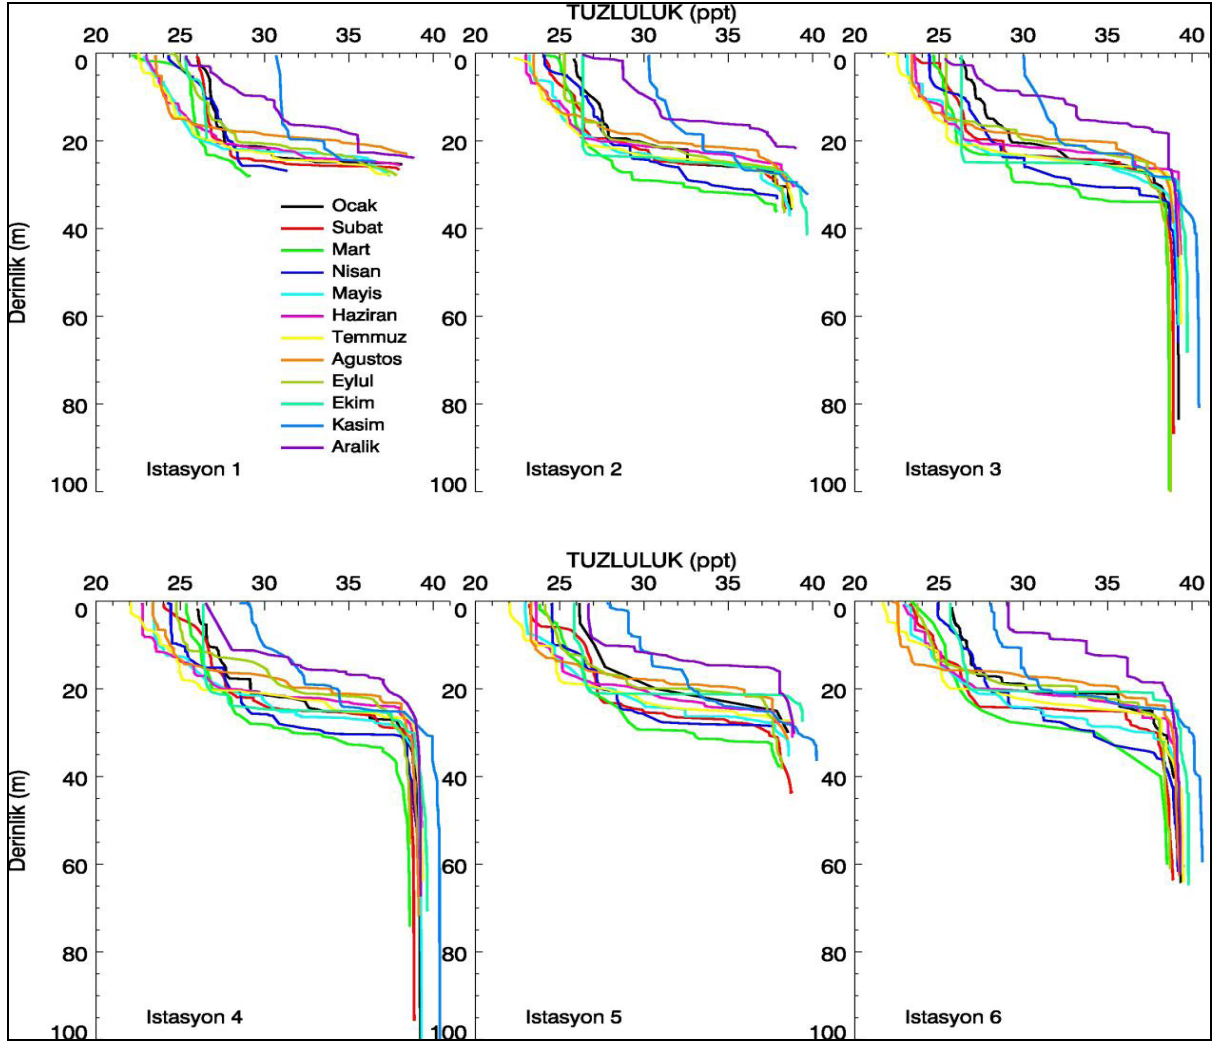 TUZLULUK (ppt)
20 25 30 35 40 20 25 30 35 40 20 25 30 35 40
0 0 0
20 20 20
40 40 40
60 60 60
80 80 80
100 100 100
Derinlik (m)
Ocak
Subat
Mart
Nisan
Mayis
Haziran
Temmuz
Agustos
Eylul
Ekim
Kasim
Aralik
Istasyon 1 Istasyon 2 Istasyon 3
TUZLULUK (ppt)
20 25 30 35 40 20 25 30 35 40 20 25 30 35 40
0 0 0
20 20 20
40 40 40
60 60 60
80 80 80
100 100 100
Derinlik (m)
Istasyon 4 Istasyon 5 Istasyon 6